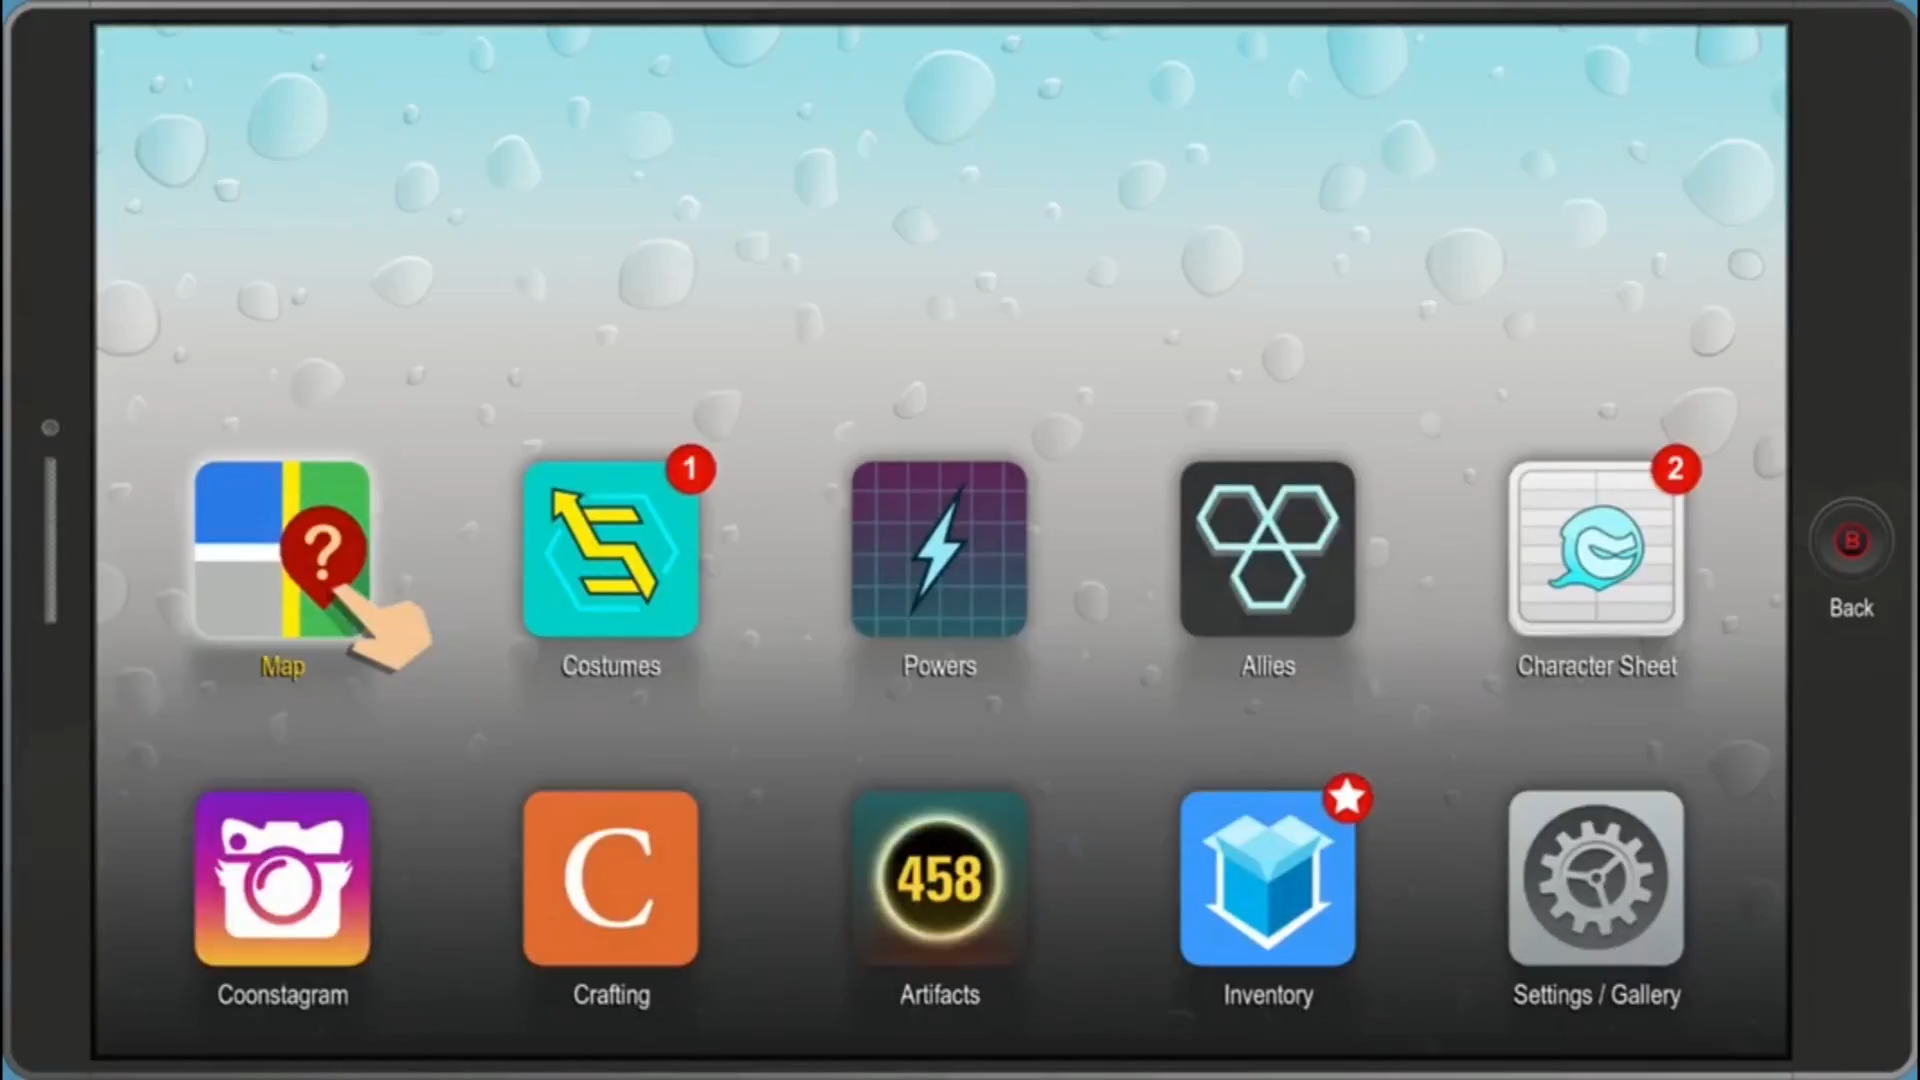 1
2
?
B
Back
Map
Costumes
Powers
Allies
Character Sheet
C
458
Coonstagram
Crafting
Artifacts
Inventory
Settings / Gallery